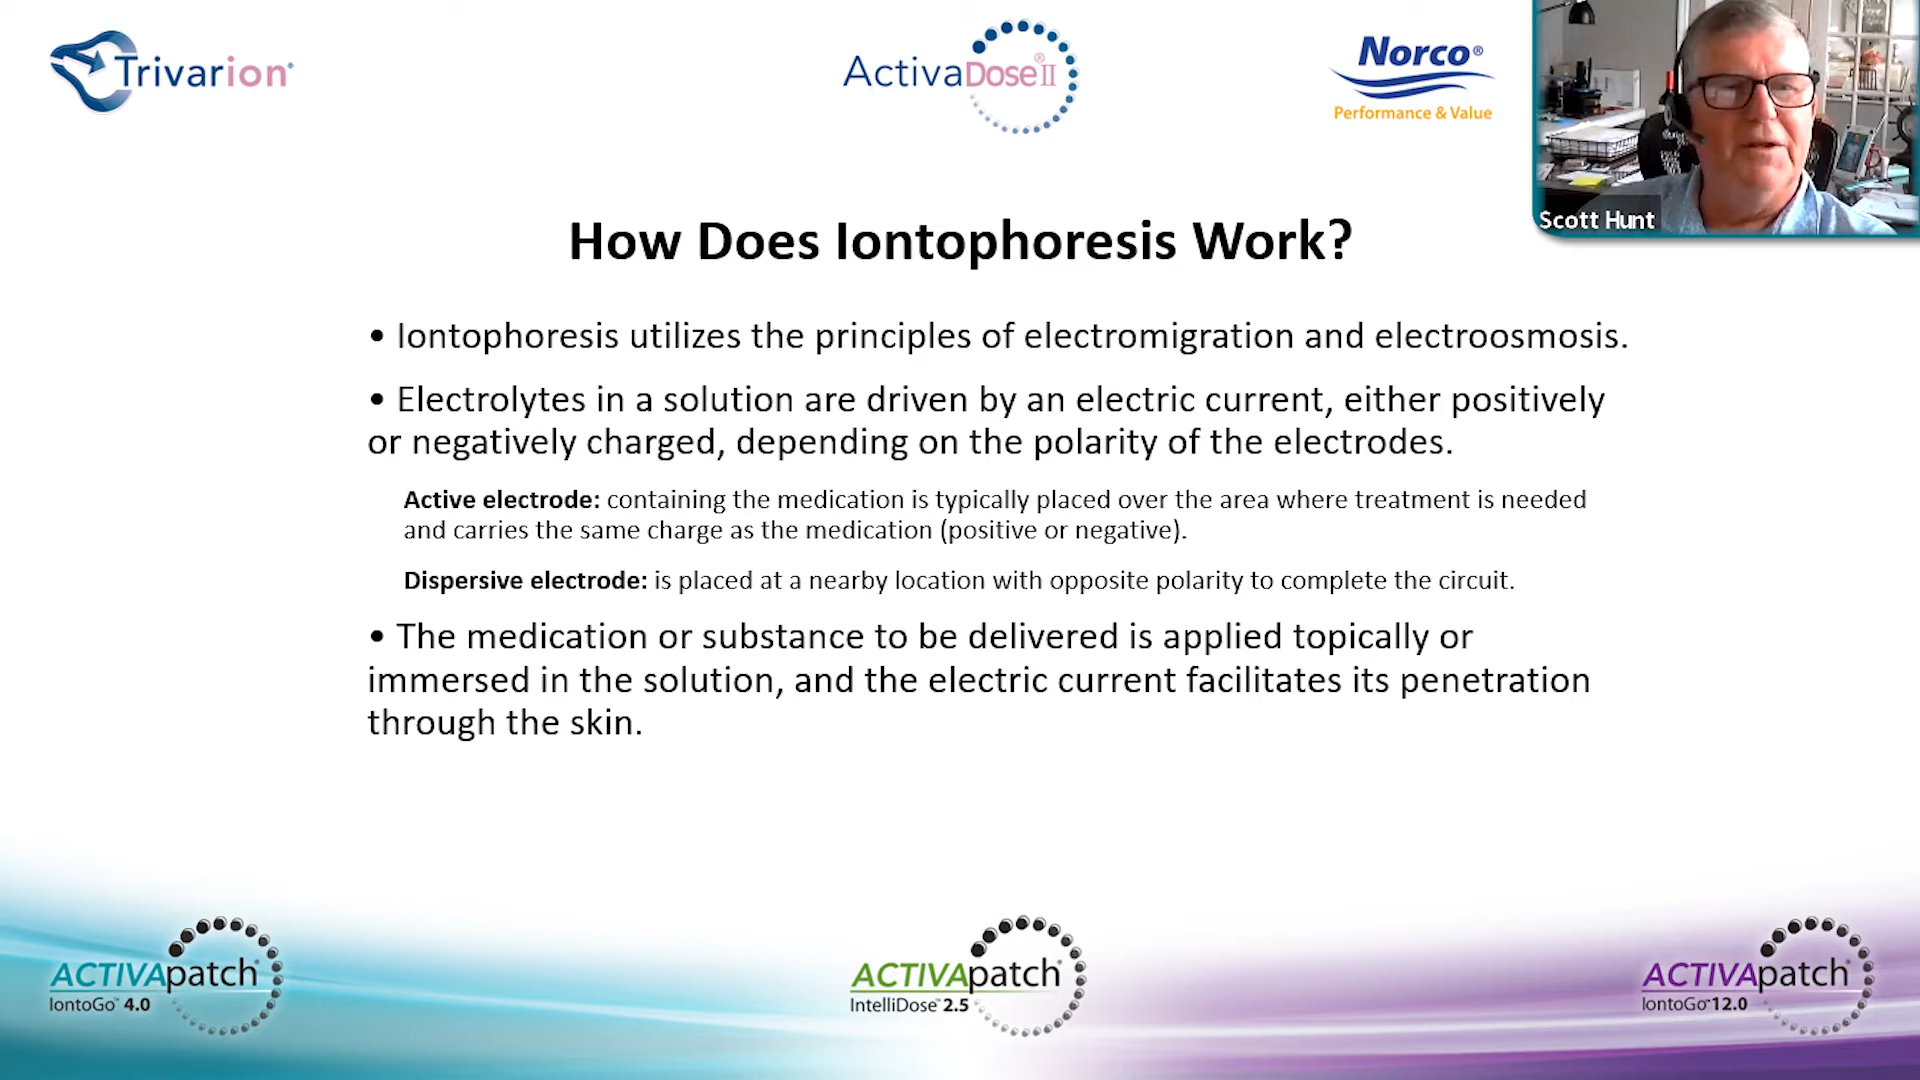 Trivarion®
ActivaDose®II
Norco®
Performance & Value
Scott Hunt
How Does Iontophoresis Work?
• Iontophoresis utilizes the principles of electromigration and electroosmosis.
• Electrolytes in a solution are driven by an electric current, either positively
or negatively charged, depending on the polarity of the electrodes.
Active electrode: containing the medication is typically placed over the area where treatment is needed
and carries the same charge as the medication (positive or negative).
Dispersive electrode: is placed at a nearby location with opposite polarity to complete the circuit.
• The medication or substance to be delivered is applied topically or
immersed in the solution, and the electric current facilitates its penetration
through the skin.
ACTIVApatch®
IontoGo™ 4.0
ACTIVApatch®
IntelliDose™ 2.5
ACTIVApatch®
IontoGo™ 12.0